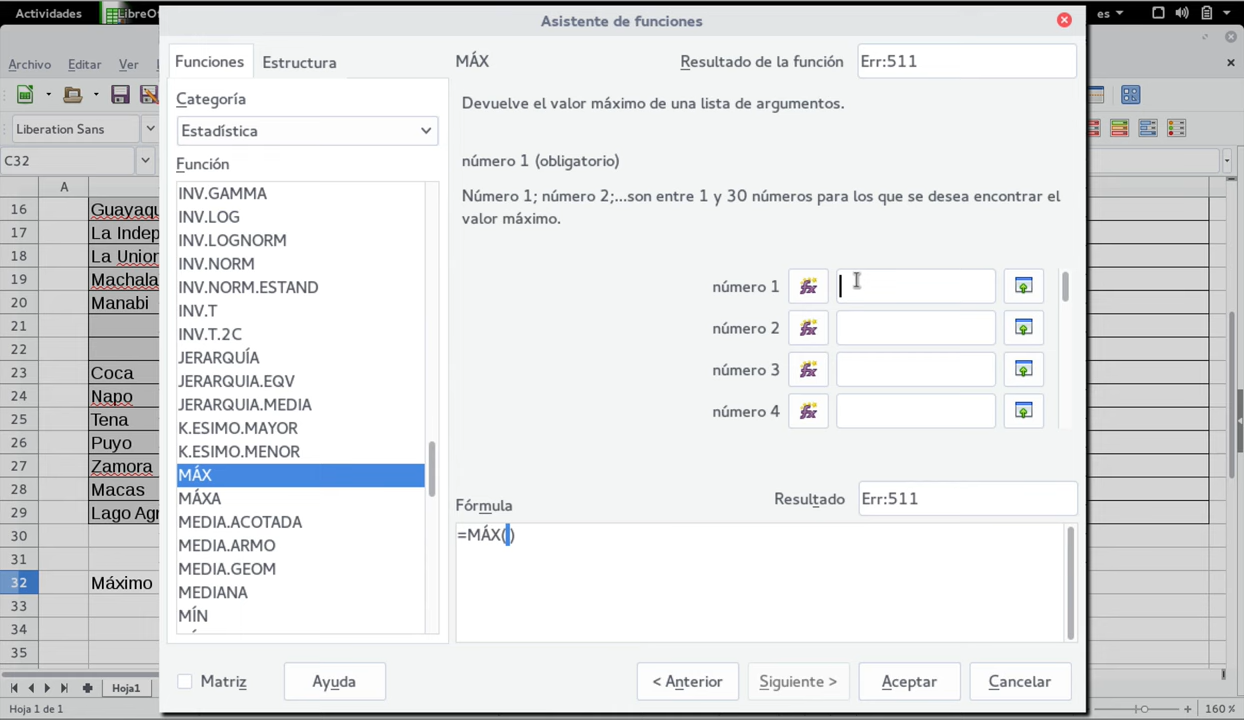 Actividades
LibreOf
es
Asistente de funciones
Archivo
Editar
Ver
Liberation Sans
C32
A
16 Guayaqu
17 La Indep
18 La Union
19 Machala
20 Manabi
21
22
23 Coca
24 Napo
25 Tena
26 Puyo
27 Zamora
28 Macas
29 Lago Agr
30
31
32 Máximo
33
34
35
Hoja1
Hoja 1 de 1
160 %
Funciones
Estructura
Categoría
Estadística
Función
INV.GAMMA
INV.LOG
INV.LOGNORM
INV.NORM
INV.NORM.ESTAND
INV.T
INV.T.2C
JERARQUÍA
JERARQUIA.EQV
JERARQUIA.MEDIA
K.ESIMO.MAYOR
K.ESIMO.MENOR
MÁX
MÁXA
MEDIA.ACOTADA
MEDIA.ARMO
MEDIA.GEOM
MEDIANA
MÍN
MÁX
Resultado de la función
Err:511
Devuelve el valor máximo de una lista de argumentos.
número 1 (obligatorio)
Número 1; número 2;...son entre 1 y 30 números para los que se desea encontrar el
valor máximo.
número 1
número 2
número 3
número 4
Fórmula
Resultado
Err:511
=MÁX()
Matriz
Ayuda
< Anterior
Siguiente >
Aceptar
Cancelar